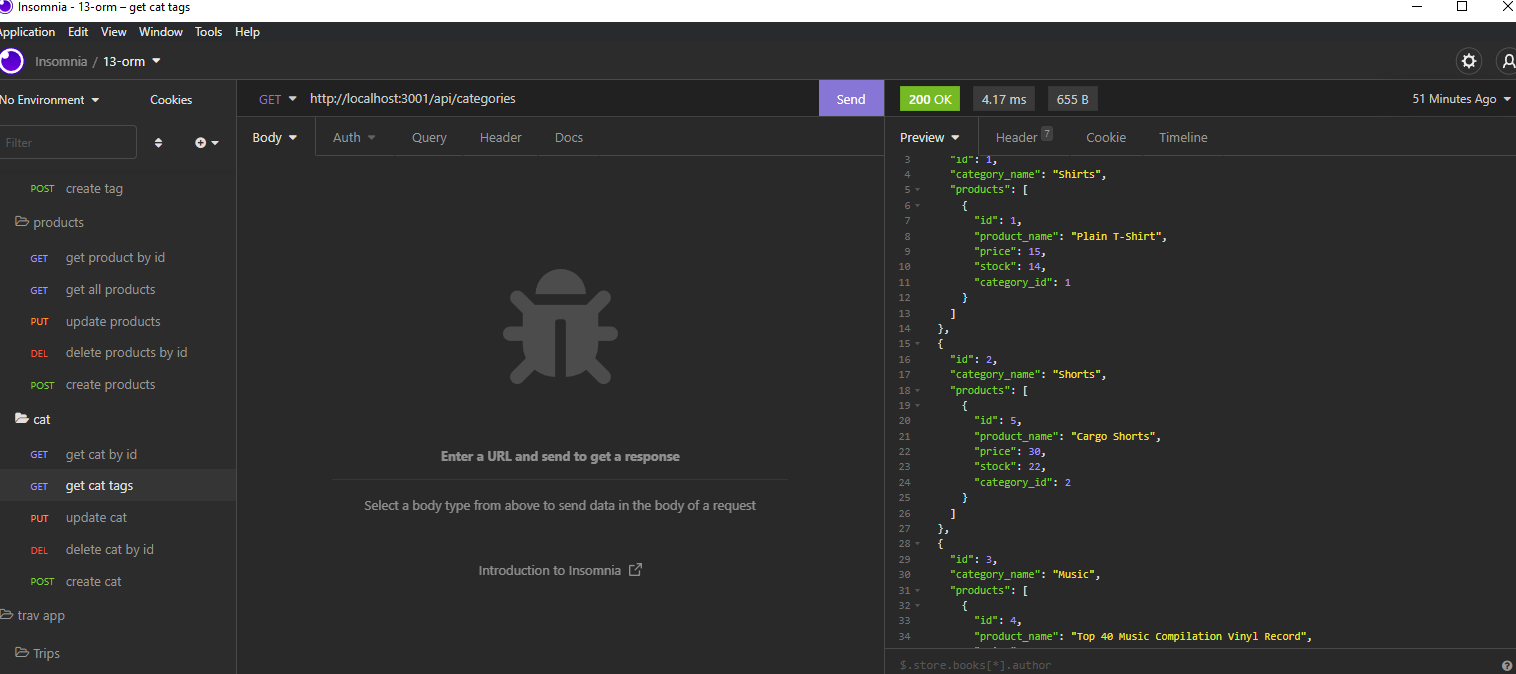 Insomnia - 13-orm – get cat tags
Application Edit View Window Tools Help
Insomnia / 13-orm
No Environment
Cookies
Filter
POST create tag
products
GET get product by id
GET get all products
PUT update products
DEL delete products by id
POST create products
cat
GET get cat by id
GET get cat tags
PUT update cat
DEL delete cat by id
POST create cat
trav app
Trips
GET http://localhost:3001/api/categories Send
Body Auth Query Header Docs
Enter a URL and send to get a response
Select a body type from above to send data in the body of a request
Introduction to Insomnia
200 OK 4.17 ms 655 B 51 Minutes Ago
Preview Header 7 Cookie Timeline
3 "id": 1,
4 "category_name": "Shirts",
5 "products": [
6 {
7 "id": 1,
8 "product_name": "Plain T-Shirt",
9 "price": 15,
10 "stock": 14,
11 "category_id": 1
12 }
13 ]
14 },
15 {
16 "id": 2,
17 "category_name": "Shorts",
18 "products": [
19 {
20 "id": 5,
21 "product_name": "Cargo Shorts",
22 "price": 30,
23 "stock": 22,
24 "category_id": 2
25 }
26 ]
27 },
28 {
29 "id": 3,
30 "category_name": "Music",
31 "products": [
32 {
33 "id": 4,
34 "product_name": "Top 40 Music Compilation Vinyl Record",
$.store.books[*].author